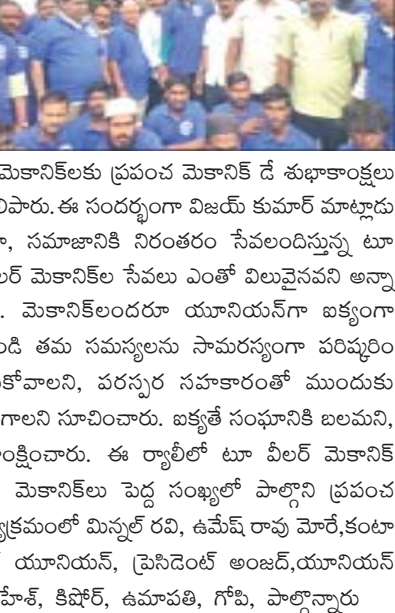 మెకానిక్‌లకు ప్రపంచ మెకానిక్ డే శుభాకాంక్షలు
లిపారు.ఈ సందర్భంగా విజయ్ కుమార్ మాట్లాడు
ా, సమాజానికి నిరంతరం సేవలందిస్తున్న టూ
లర్ మెకానిక్‌ల సేవలు ఎంతో విలువైనవని అన్నా
. మెకానిక్‌లందరూ యూనియన్‌గా ఐక్యంగా
ండి తమ సమస్యలను సామరస్యంగా పరిష్కరిం
ుకోవాలని, పరస్పర సహకారంతో ముందుకు
గాలని సూచించారు. ఐక్యతే సంఘానికి బలమని,
ాంక్షించారు. ఈ ర్యాలీలో టూ వీలర్ మెకానిక్
మెకానిక్‌లు పెద్ద సంఖ్యలో పాల్గొని ప్రపంచ
్యక్రమంలో మిన్నల్ రవి, ఉమేష్ రావు మోరే,కంటా
యూనియన్, ప్రెసిడెంట్ అంజద్,యూనియన్
హేశ్, కిషోర్, ఉమాపతి, గోపి, పాల్గొన్నారు